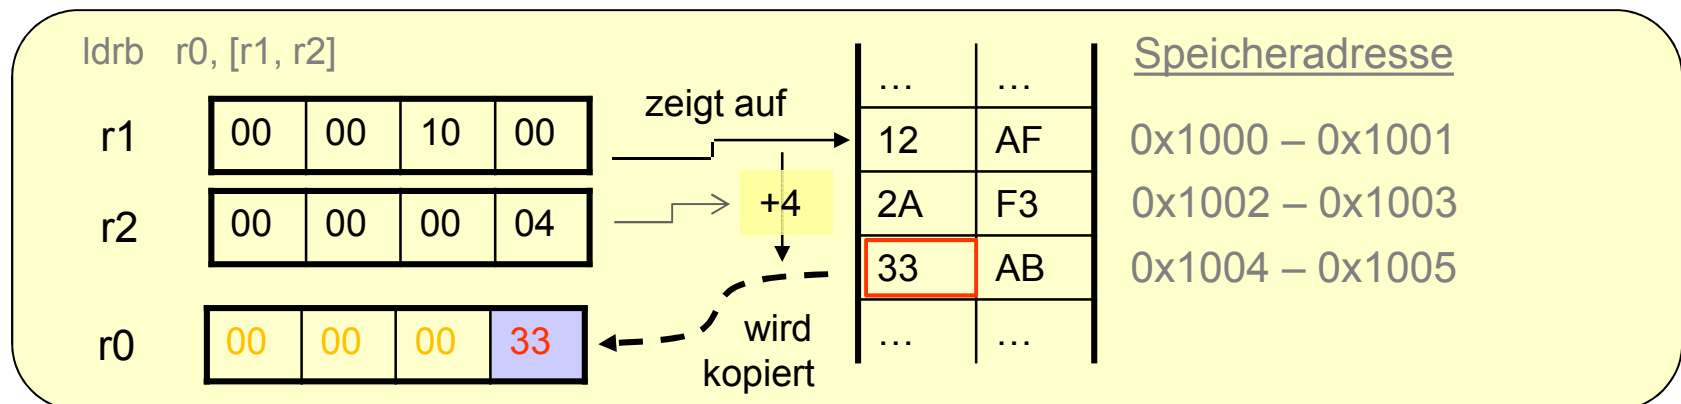 ldrb r0, [r1, r2]
Speicheradresse
… …
zeigt auf
r1 00 00 10 00
12 AF 0x1000 – 0x1001
r2 00 00 00 04
+4
2A F3 0x1002 – 0x1003
33 AB 0x1004 – 0x1005
r0 00 00 00 33
wird
kopiert
… …